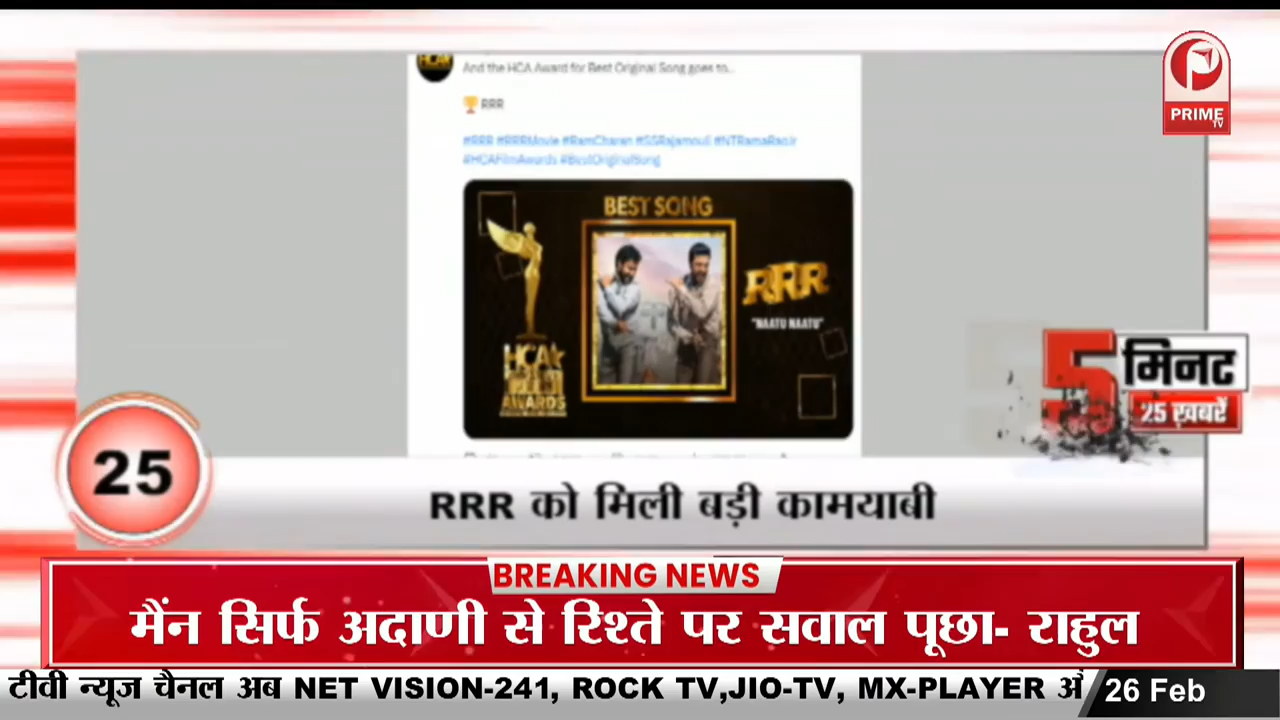 And the HCA Award for Best Original Song goes to...
🏆 RRR
#RRR #RRRMovie #RamCharan #SSRajamouli #NTRamaRaoJr
#HCAFilmAwards #BestOriginalSong
BEST SONG
RRR
"NAATU NAATU"
HCA
AWARDS
PRIME
TV
5 मिनट
25 ख़बरें
25
RRR को मिली बड़ी कामयाबी
BREAKING NEWS
मैंन सिर्फ अदाणी से रिश्ते पर सवाल पूछा- राहुल
टीवी न्यूज चैनल अब NET VISION-241, ROCK TV,JIO-TV, MX-PLAYER
26 Feb